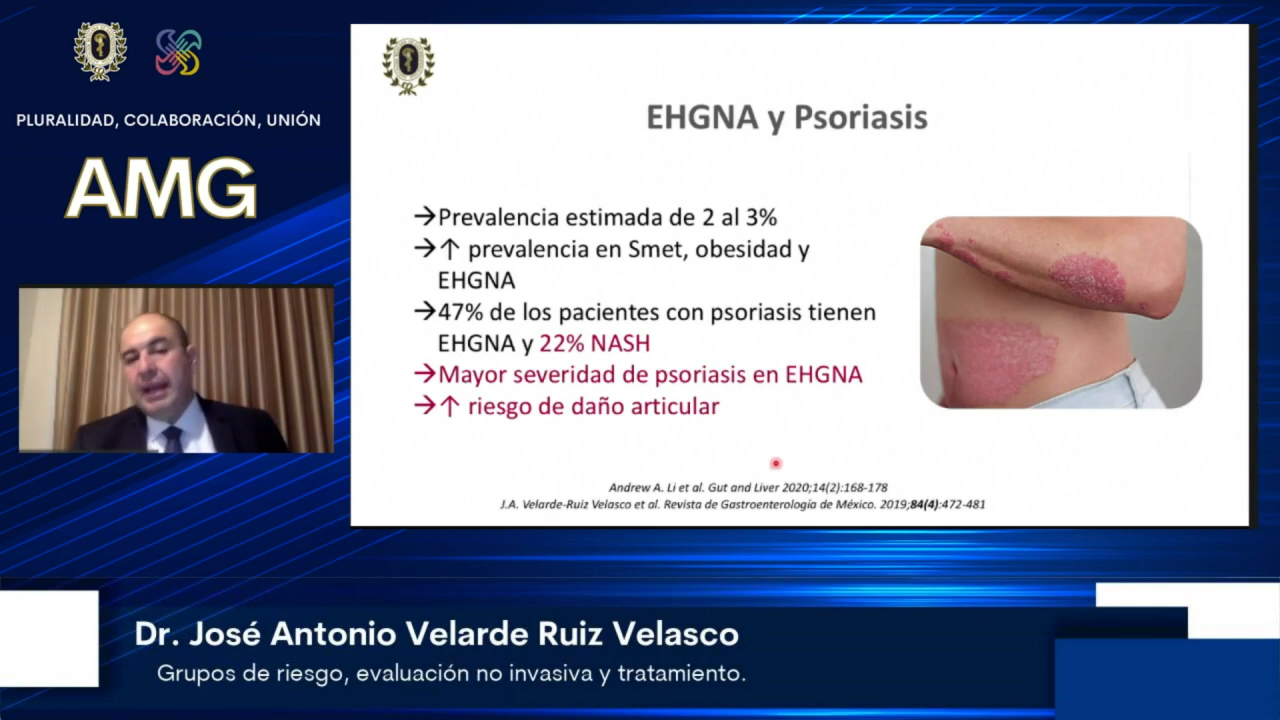 PLURALIDAD, COLABORACIÓN, UNIÓN
AMG
EHGNA y Psoriasis
→Prevalencia estimada de 2 al 3%
→↑ prevalencia en Smet, obesidad y
EHGNA
→47% de los pacientes con psoriasis tienen
EHGNA y 22% NASH
→Mayor severidad de psoriasis en EHGNA
→↑ riesgo de daño articular
Andrew A. Li et al. Gut and Liver 2020;14(2):168-178
J.A. Velarde-Ruiz Velasco et al. Revista de Gastroenterología de México. 2019;84(4):472-481
Dr. José Antonio Velarde Ruiz Velasco
Grupos de riesgo, evaluación no invasiva y tratamiento.